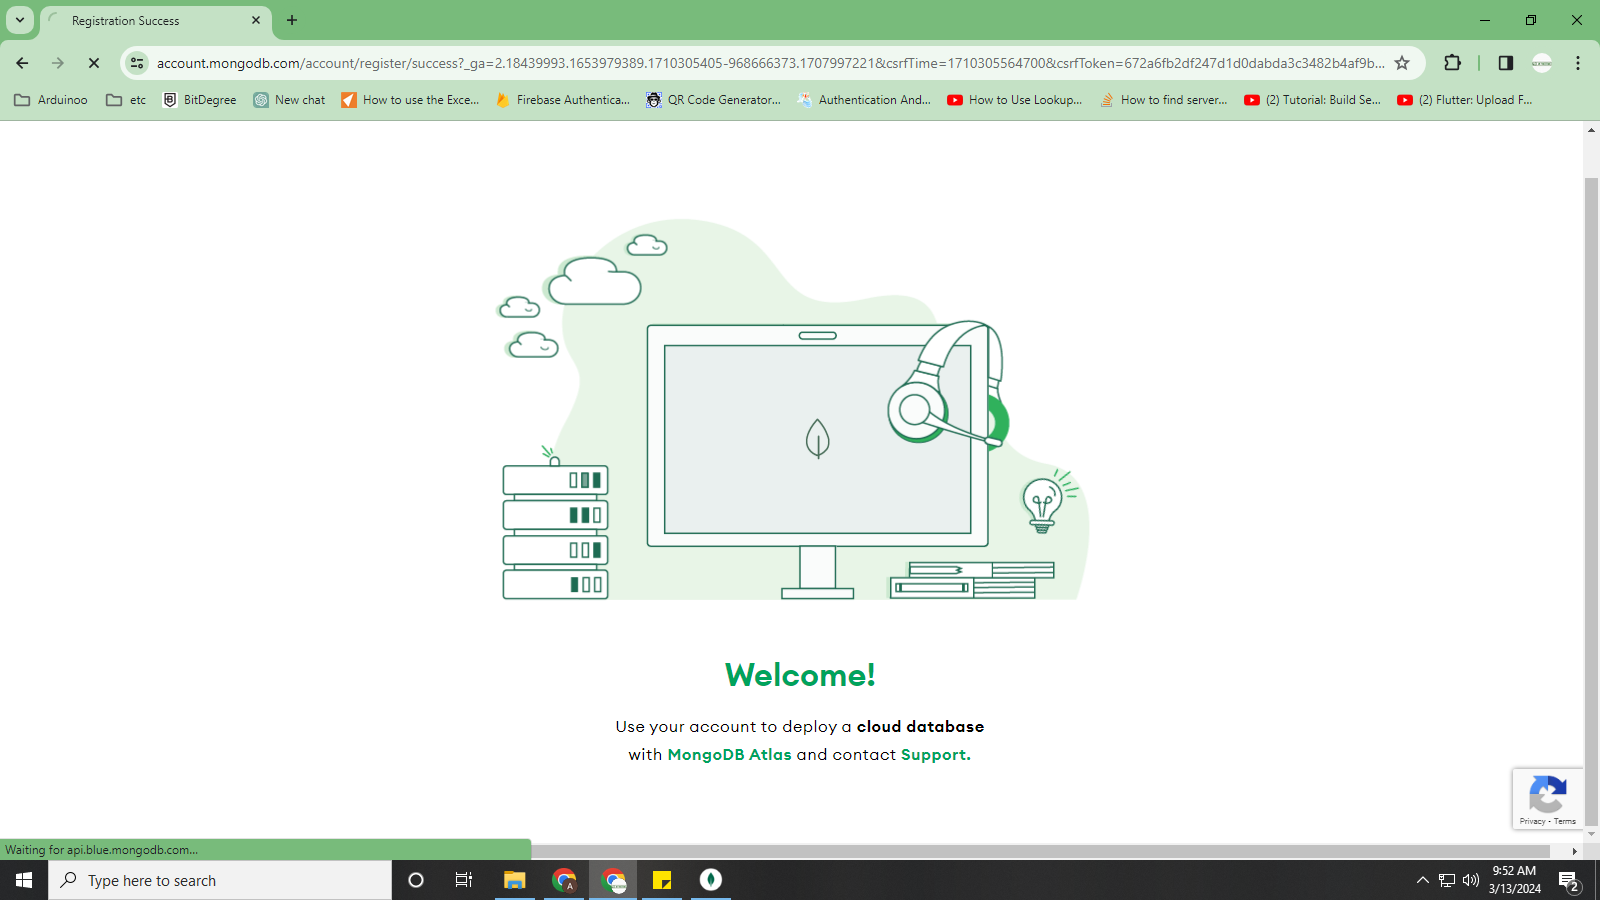 Registration Success
account.mongodb.com/account/register/success?_ga=2.18439993.1653979389.1710305405-968666373.1707997221&csrfTime=1710305564700&csrfToken=672a6fb2df247d1d0dabda3c3482b4af9b...
Arduinoo etc BitDegree New chat How to use the Exce... Firebase Authentica... QR Code Generator... Authentication And... How to Use Lookup... How to find server... (2) Tutorial: Build Se... (2) Flutter: Upload F...
Welcome!
Use your account to deploy a cloud database
with MongoDB Atlas and contact Support.
Privacy - Terms
Waiting for api.blue.mongodb.com...
Type here to search
A
9:52 AM
3/13/2024
2